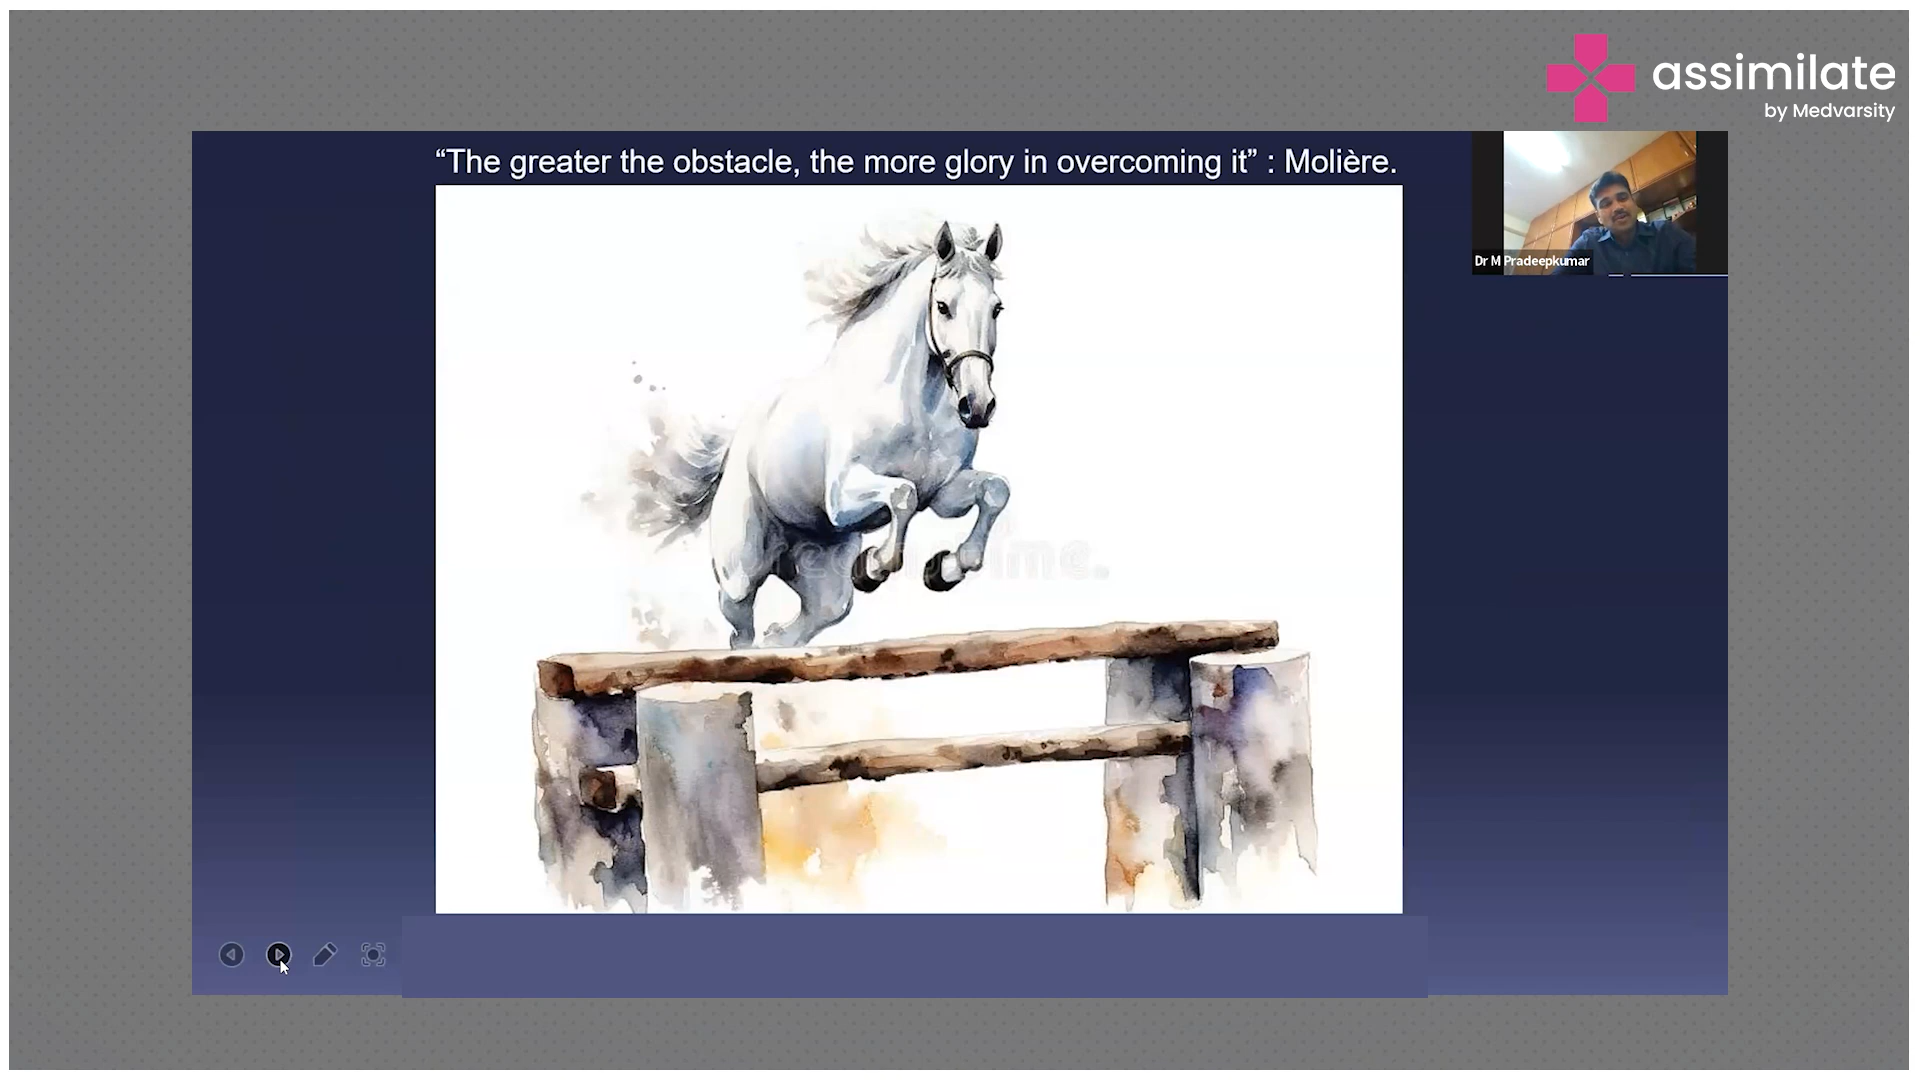 assimilate
by Medvarsity
“The greater the obstacle, the more glory in overcoming it” : Molière.
Dr M Pradeepkumar